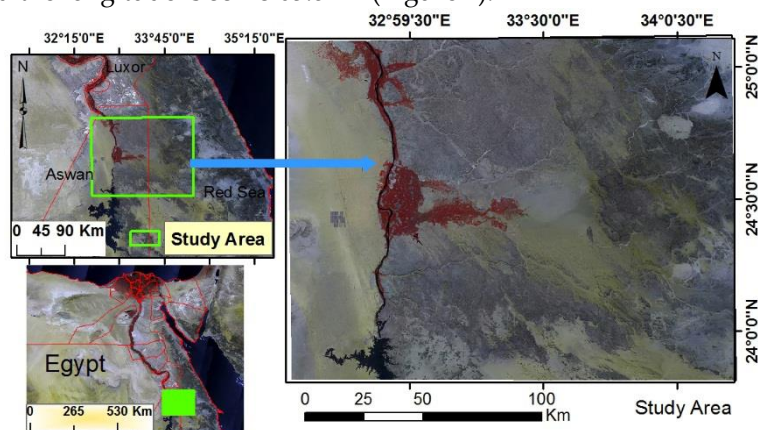 32°15'0"E 33°45'0"E 35°15'0"E
N
Luxor
Aswan
Red Sea
0 45 90 Km
Study Area
Egypt
0 265 530 Km
32°59'30"E 33°30'0"E 34°0'30"E
N
25°0'0"N
24°30'0"N
24°0'0"N
0 25 50 100
Km
Study Area